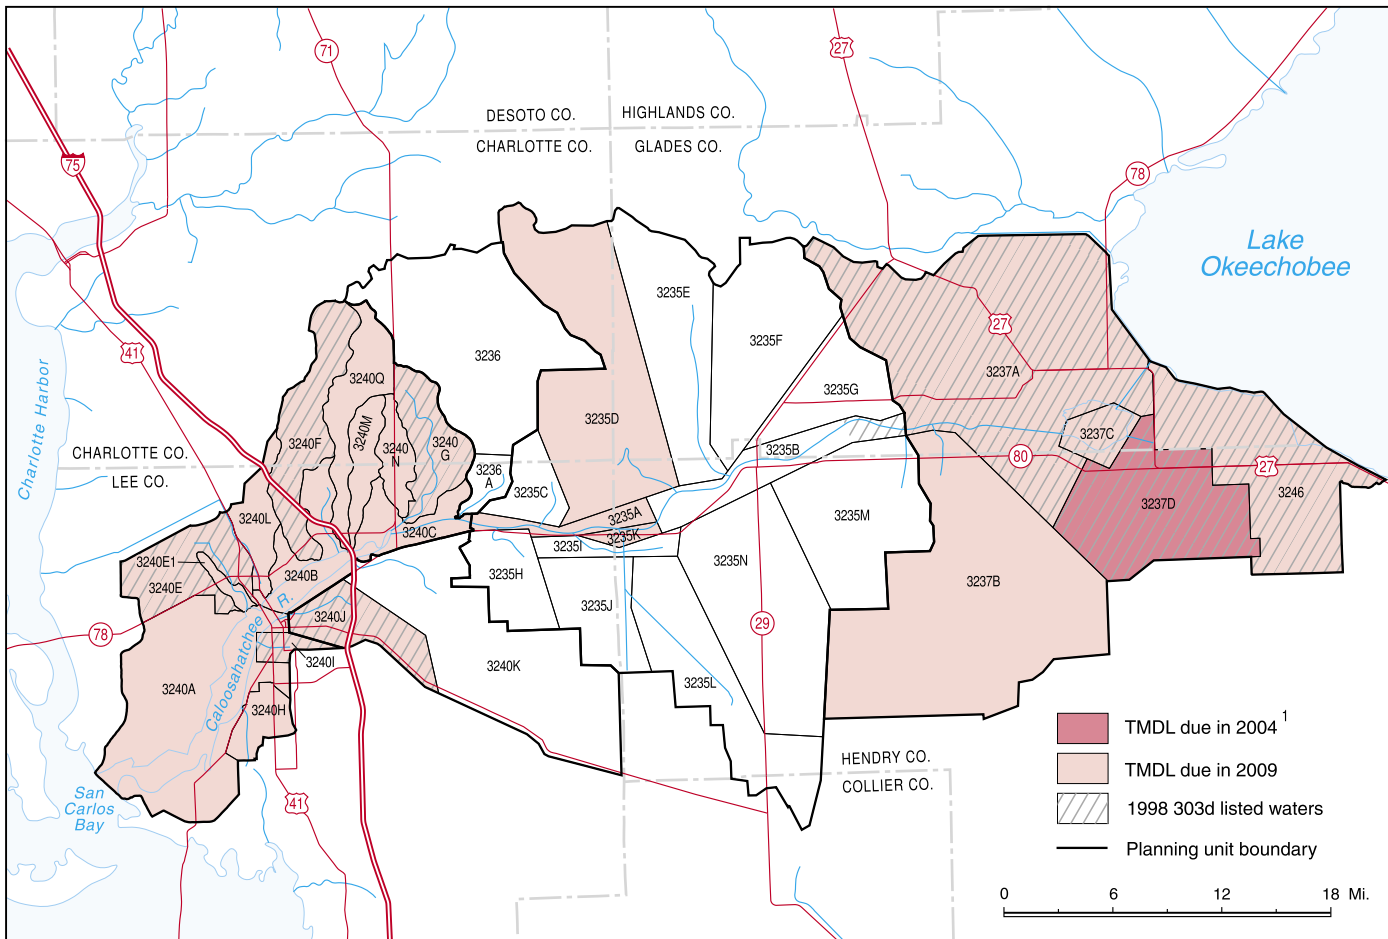 71
27
DESOTO CO.
HIGHLANDS CO.
CHARLOTTE CO.
GLADES CO.
75
78
Lake
Okeechobee
3235E
27
41
3235F
3236
3237A
3240Q
3235G
3235D
Charlotte Harbor
3240M
3240F
3240
N
3240
G
3237C
CHARLOTTE CO.
LEE CO.
3235B
80
27
3236
A
3235C
3246
3237D
3240L
3235A
3235M
3240C
3235K
3235I
3240E1
3235N
3240E
3240B
3235H
3237B
3235J
Caloosahatchee R.
3240J
78
29
3240I
3240K
3240A
3235L
3240H
TMDL due in 2004 1
HENDRY CO.
COLLIER CO.
TMDL due in 2009
San
Carlos
Bay
41
1998 303d listed waters
Planning unit boundary
0 6 12 18 Mi.